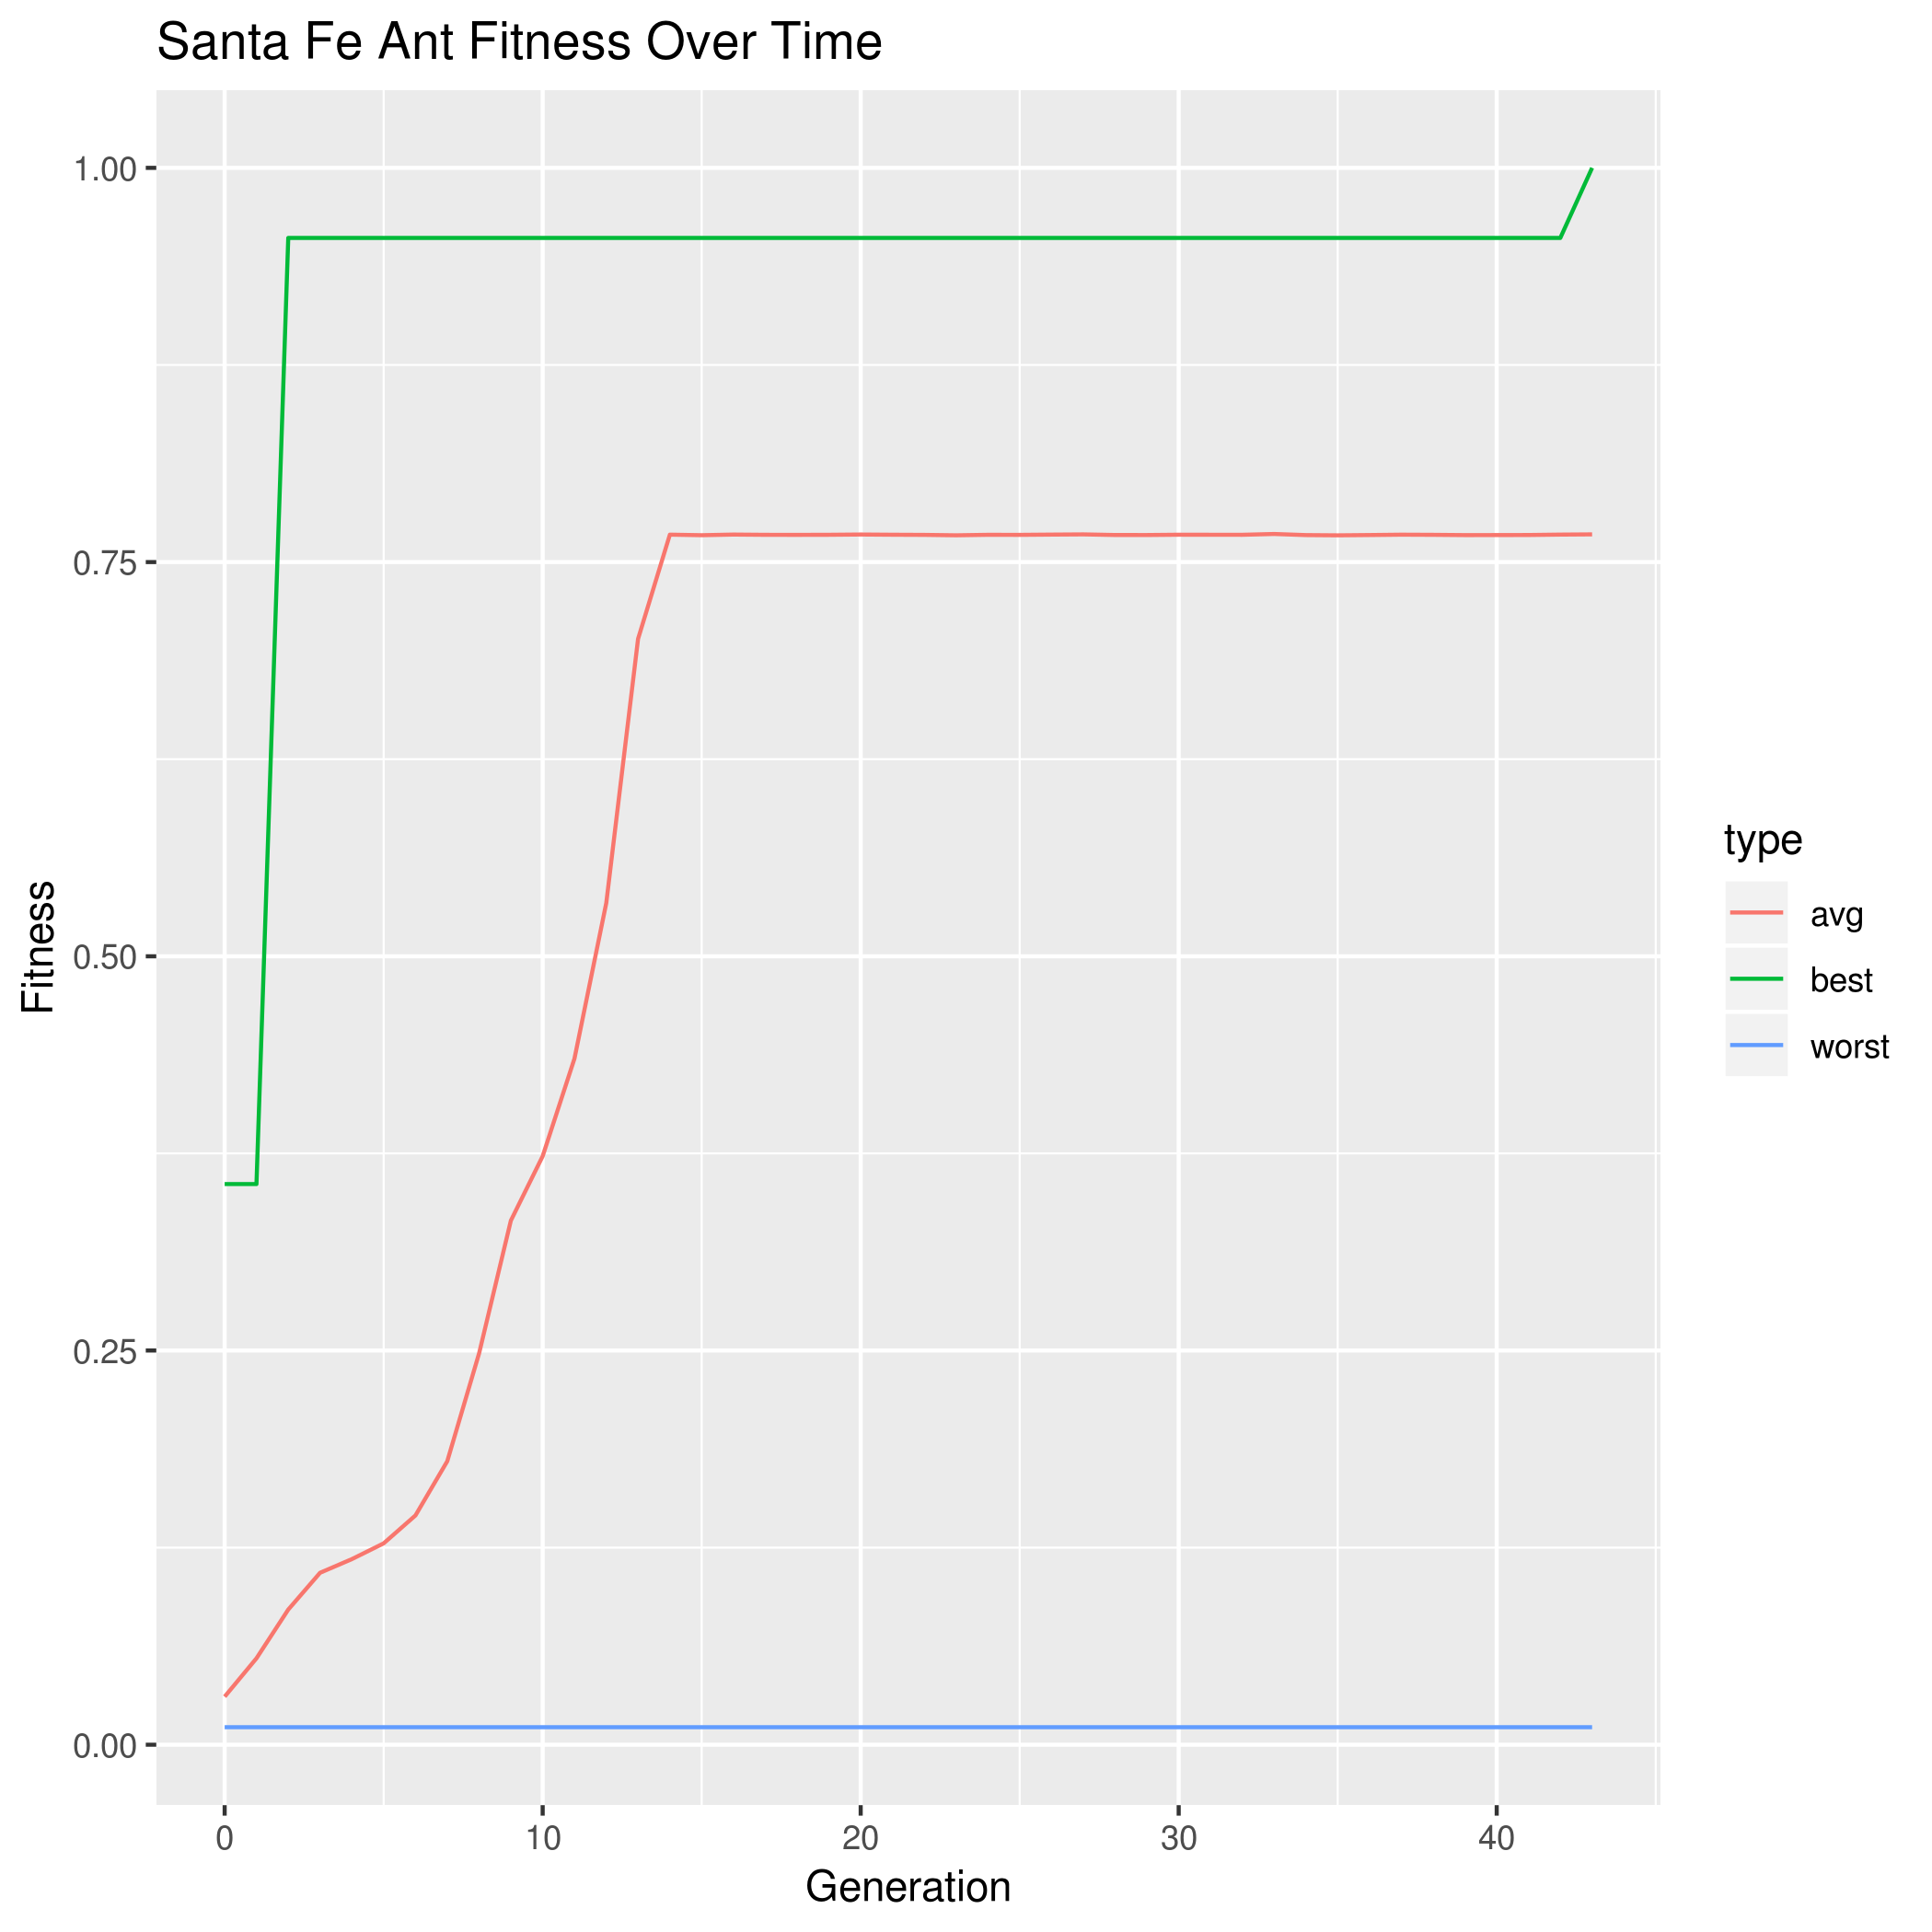 Santa Fe Ant Fitness Over Time
1.00
0.75
0.50
0.25
0.00
Fitness
0 10 20 30 40
Generation
type
avg
best
worst